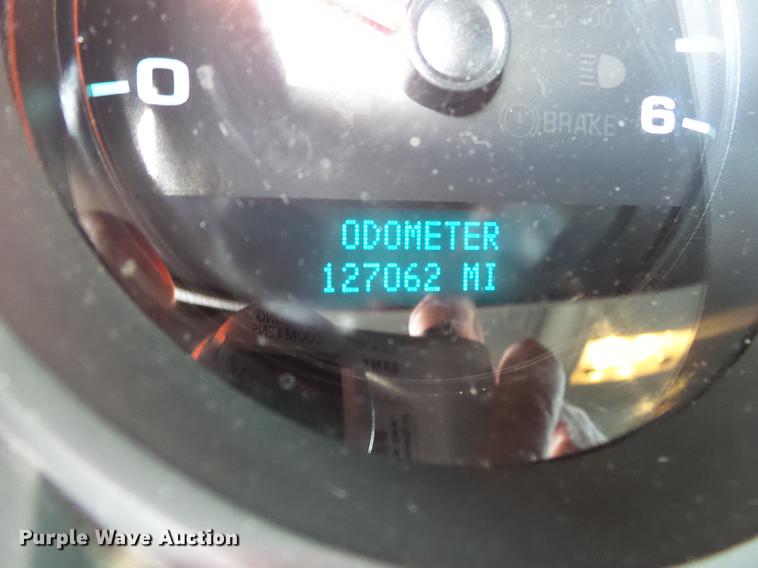 0
6
BRAKE
ODOMETER
127062 MI
Purple Wave Auction